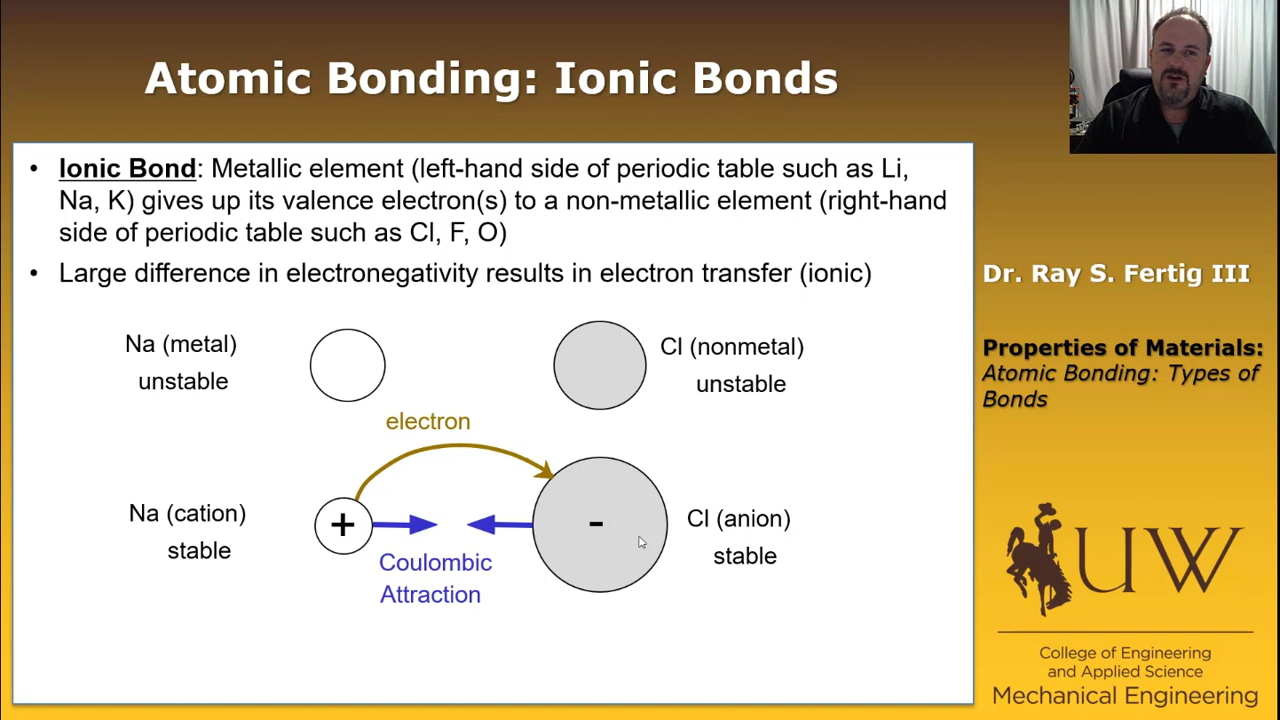 Atomic Bonding: Ionic Bonds
• Ionic Bond: Metallic element (left-hand side of periodic table such as Li,
Na, K) gives up its valence electron(s) to a non-metallic element (right-hand
side of periodic table such as Cl, F, O)
• Large difference in electronegativity results in electron transfer (ionic)
Na (metal)
unstable
Cl (nonmetal)
unstable
electron
Na (cation)
stable
+
-
Cl (anion)
stable
Coulombic
Attraction
Dr. Ray S. Fertig III
Properties of Materials:
Atomic Bonding: Types of
Bonds
UW
College of Engineering
and Applied Science
Mechanical Engineering